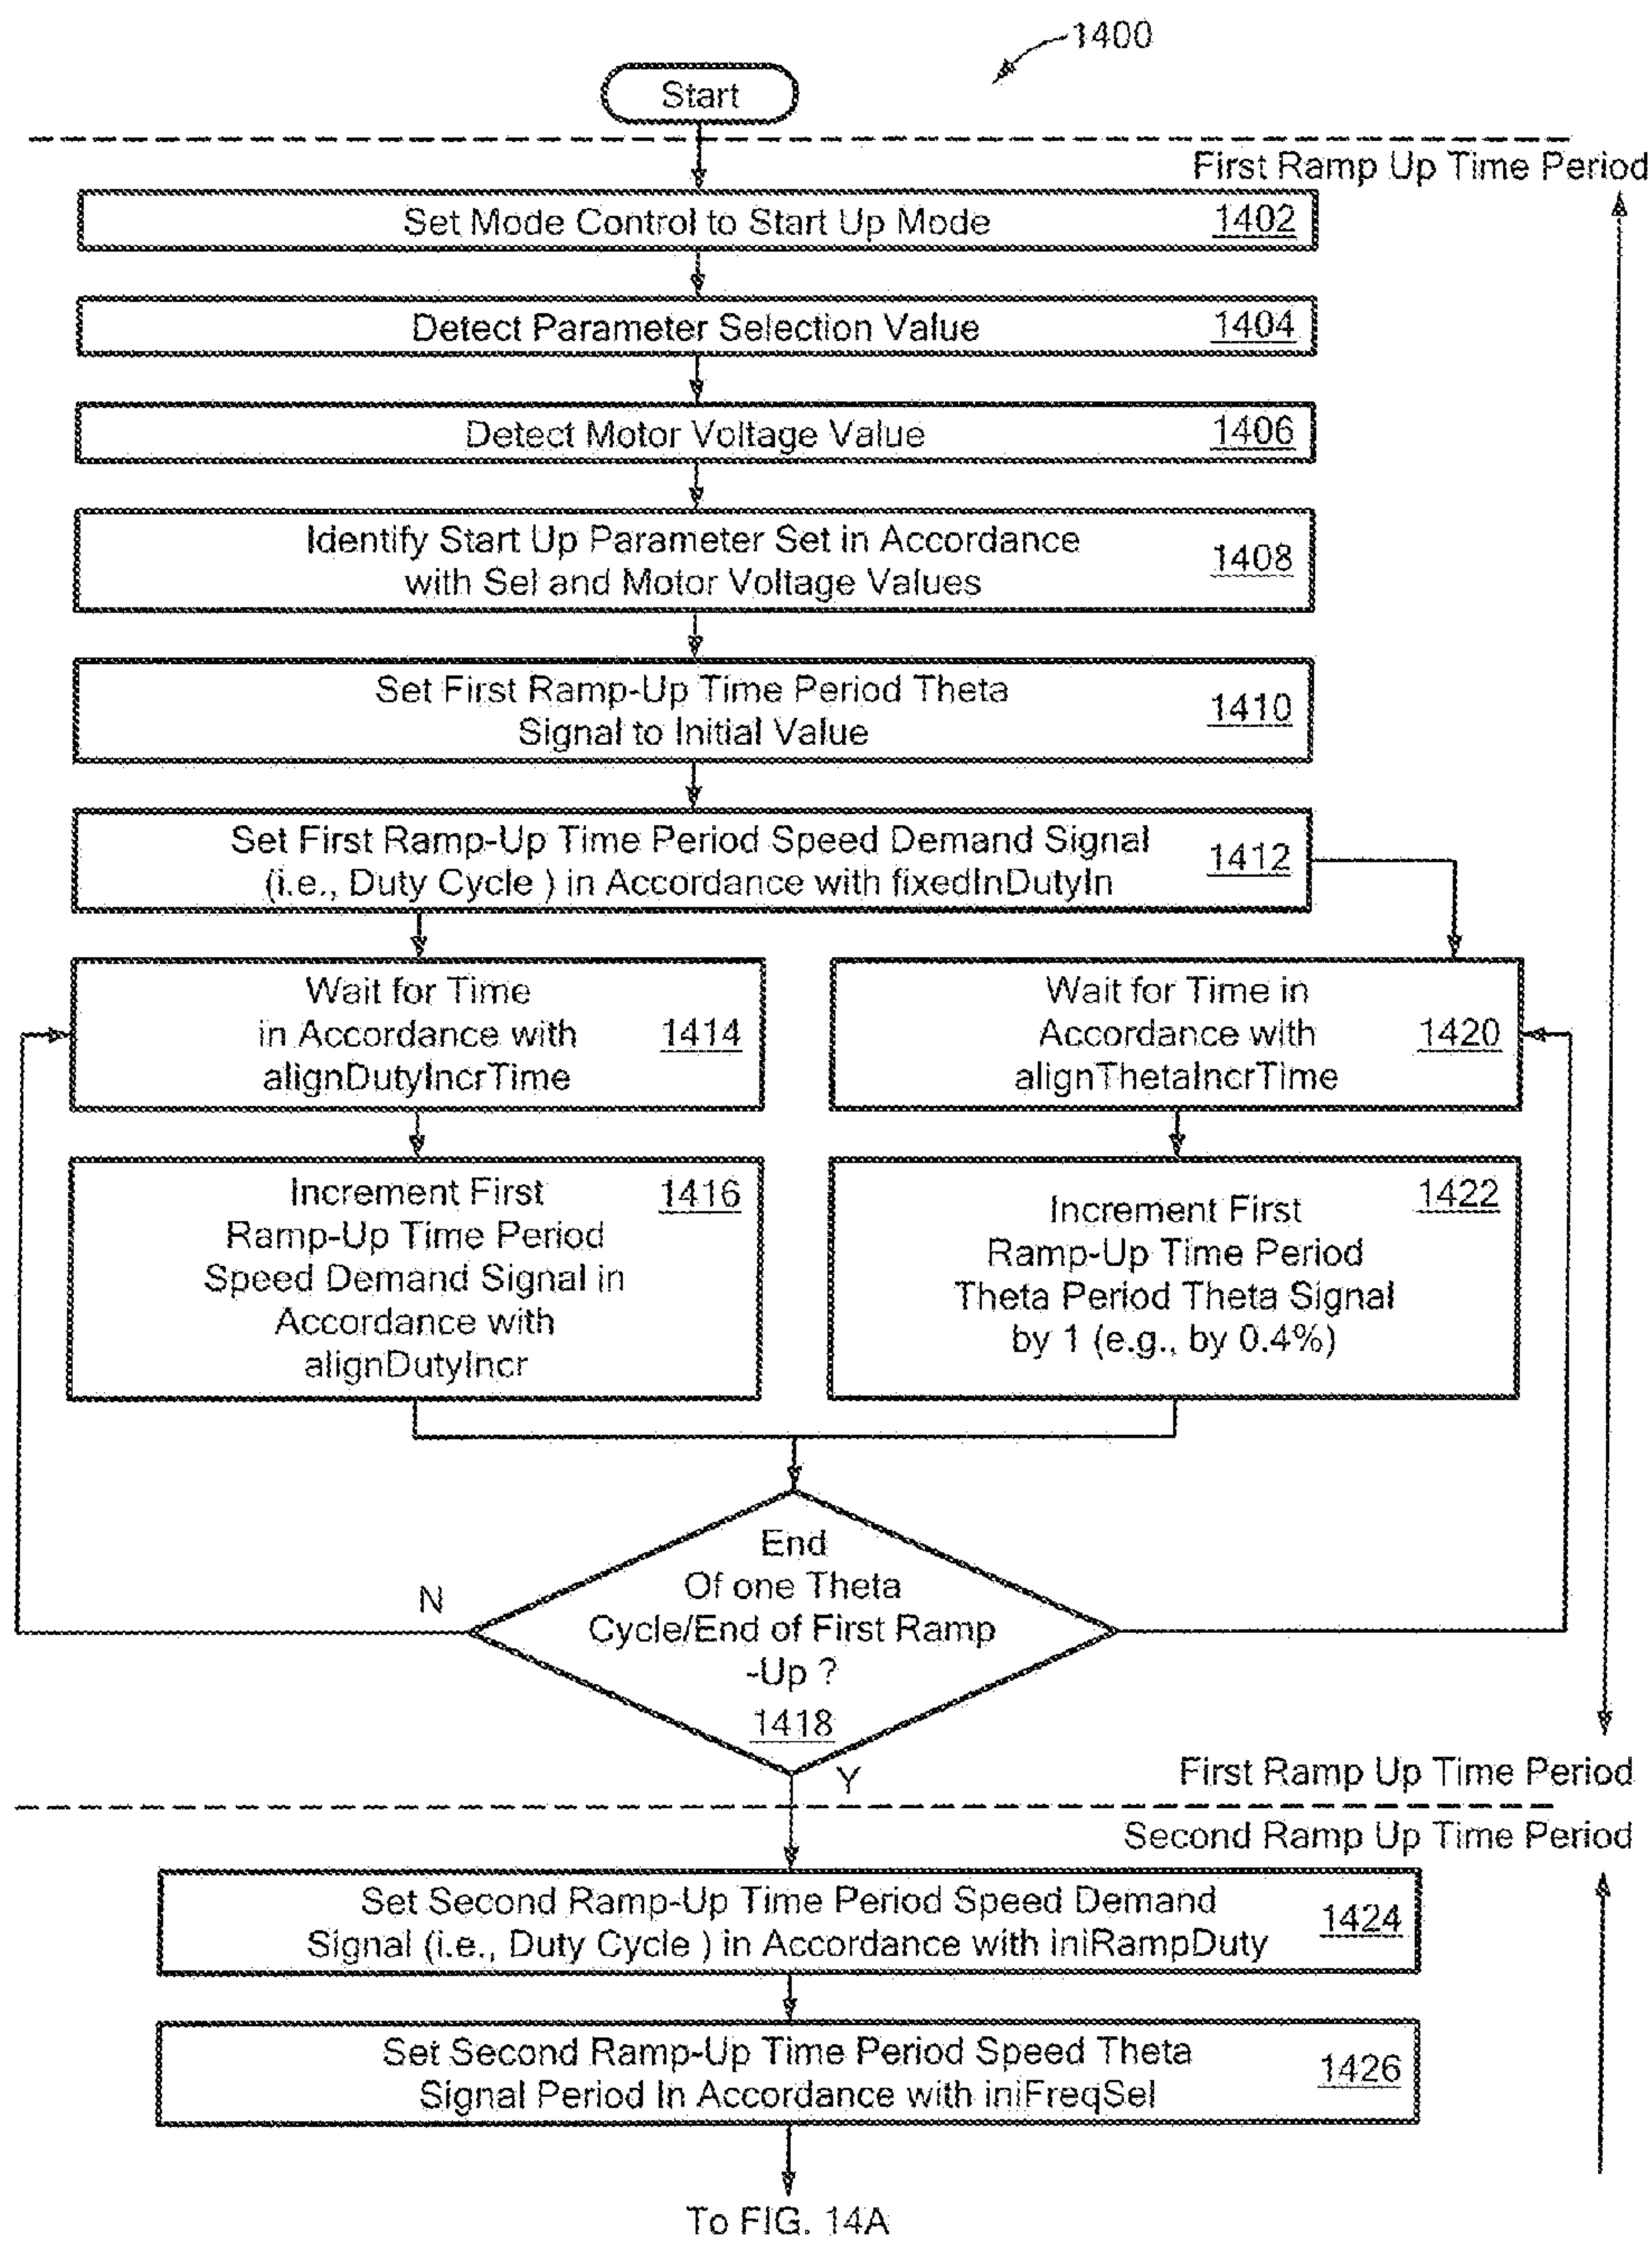 1400
Start
First Ramp Up Time Period
Set Mode Control to Start Up Mode 1402
Detect Parameter Selection Value 1404
Detect Motor Voltage Value 1406
Identify Start Up Parameter Set in Accordance
with Sel and Motor Voltage Values
1408
Set First Ramp-Up Time Period Theta
Signal to Initial Value
1410
Set First Ramp-Up Time Period Speed Demand Signal
(i.e., Duty Cycle ) in Accordance with fixedInDutyIn
1412
Wait for Time
in Accordance with
alignDutyIncrTime
1414
Wait for Time in
Accordance with
alignThetaIncrTime
1420
Increment First
Ramp-Up Time Period
Speed Demand Signal in
Accordance with
alignDutyIncr
1416
Increment First
Ramp-Up Time Period
Theta Period Theta Signal
by 1 (e.g., by 0.4%)
1422
End
Of one Theta
Cycle/End of First Ramp
-Up ?
1418
N
Y
First Ramp Up Time Period
Second Ramp Up Time Period
Set Second Ramp-Up Time Period Speed Demand
Signal (i.e., Duty Cycle ) in Accordance with iniRampDuty
1424
Set Second Ramp-Up Time Period Speed Theta
Signal Period In Accordance with iniFreqSel
1426
To FIG. 14A